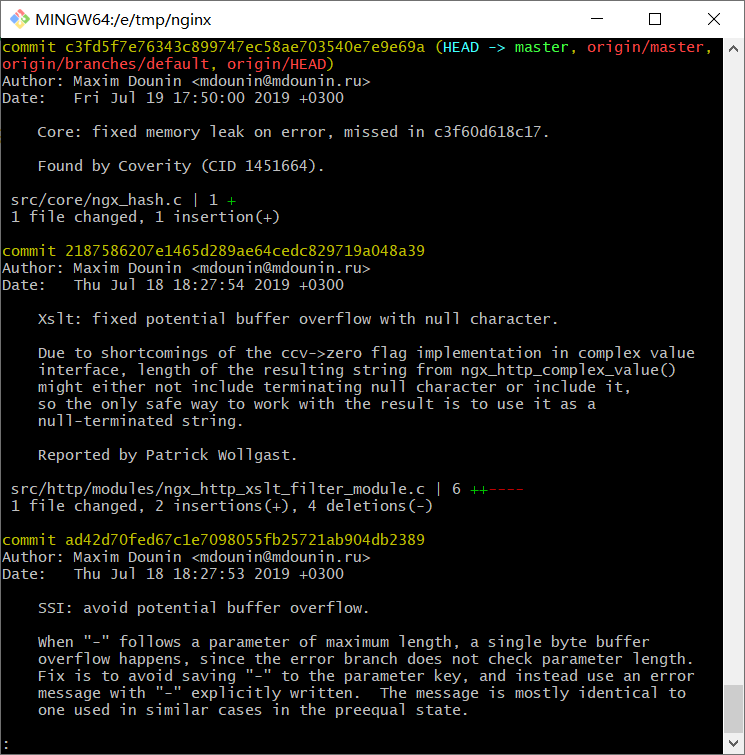 MINGW64:/e/tmp/nginx
commit c3fd5f7e76343c899747ec58ae703540e7e9e69a (HEAD -> master, origin/master,
origin/branches/default, origin/HEAD)
Author: Maxim Dounin <mdounin@mdounin.ru>
Date:   Fri Jul 19 17:50:00 2019 +0300

    Core: fixed memory leak on error, missed in c3f60d618c17.

    Found by Coverity (CID 1451664).

 src/core/ngx_hash.c | 1 +
 1 file changed, 1 insertion(+)

commit 2187586207e1465d289ae64cedc829719a048a39
Author: Maxim Dounin <mdounin@mdounin.ru>
Date:   Thu Jul 18 18:27:54 2019 +0300

    Xslt: fixed potential buffer overflow with null character.

    Due to shortcomings of the ccv->zero flag implementation in complex value
    interface, length of the resulting string from ngx_http_complex_value()
    might either not include terminating null character or include it,
    so the only safe way to work with the result is to use it as a
    null-terminated string.

    Reported by Patrick Wollgast.

 src/http/modules/ngx_http_xslt_filter_module.c | 6 ++----
 1 file changed, 2 insertions(+), 4 deletions(-)

commit ad42d70fed67c1e7098055fb25721ab904db2389
Author: Maxim Dounin <mdounin@mdounin.ru>
Date:   Thu Jul 18 18:27:53 2019 +0300

    SSI: avoid potential buffer overflow.

    When "-" follows a parameter of maximum length, a single byte buffer
    overflow happens, since the error branch does not check parameter length.
    Fix is to avoid saving "-" to the parameter key, and instead use an error
    message with "-" explicitly written.  The message is mostly identical to
    one used in similar cases in the preequal state.

: